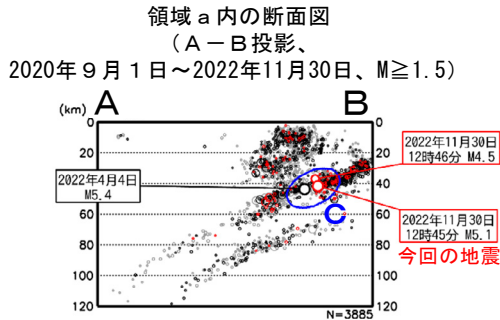 領域ａ内の断面図
（Ａ－Ｂ投影、
2020年９月１日～2022年11月30日、M≧1.5）
(km)
A
B
0
20
40
60
80
100
120
0
20
40
60
80
100
120
2022年4月4日
M5.4
2022年11月30日
12時46分 M4.5
2022年11月30日
12時45分 M5.1
今回の地震
C
N=3885